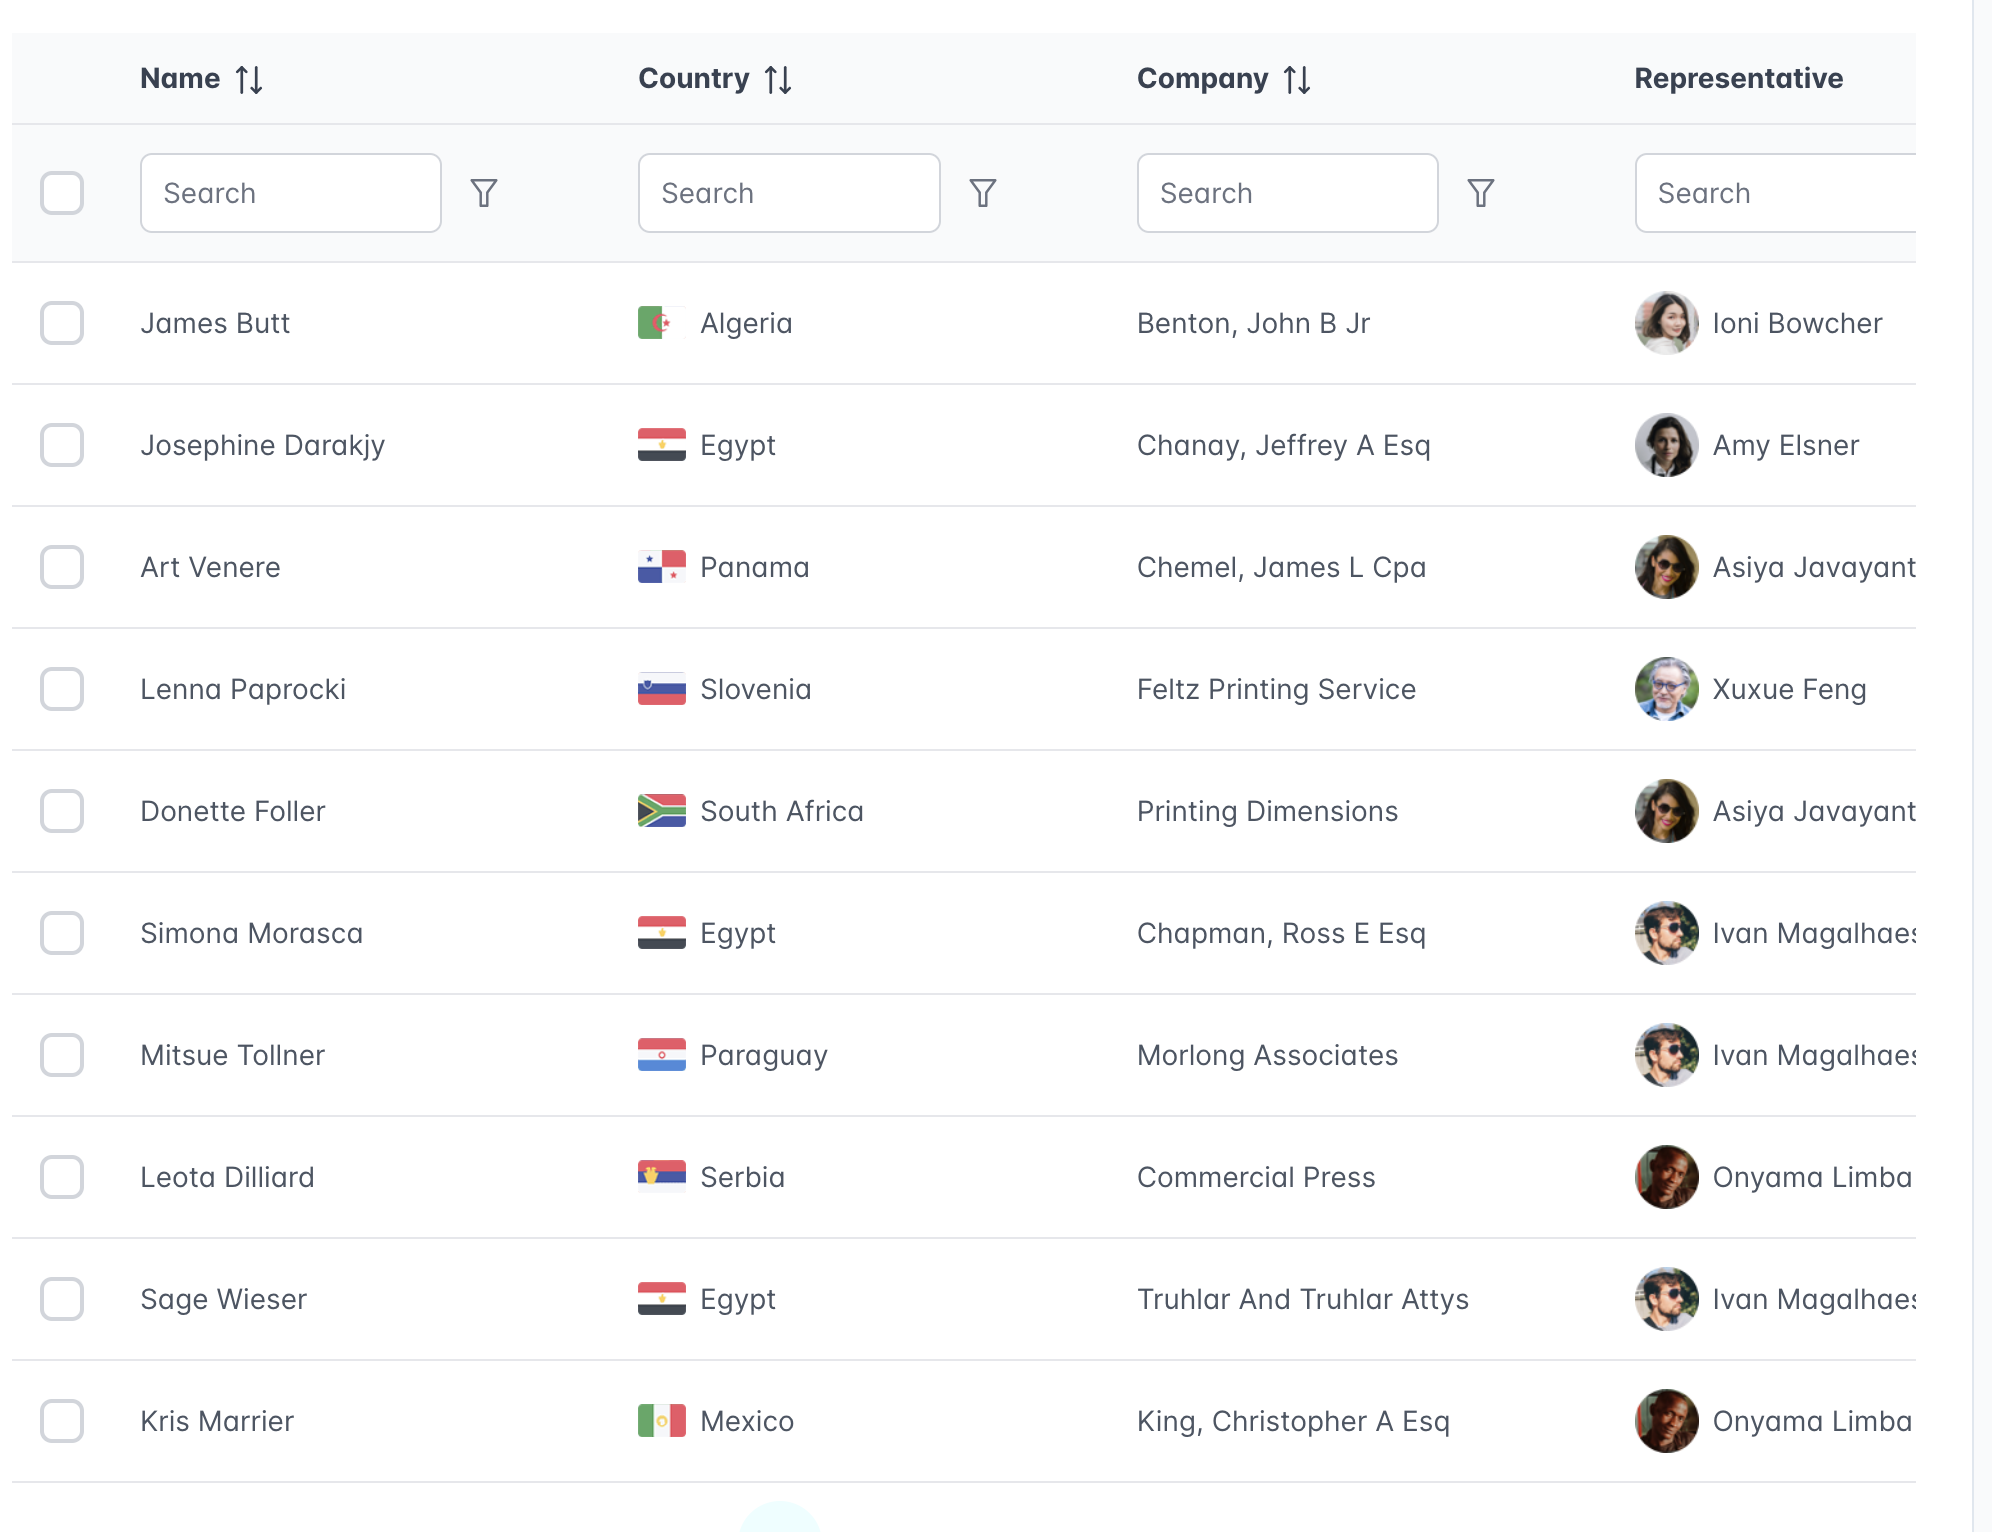 Name Country Company Representative
Search Search Search Search
James Butt Algeria Benton, John B Jr Ioni Bowcher
Josephine Darakjy Egypt Chanay, Jeffrey A Esq Amy Elsner
Art Venere Panama Chemel, James L Cpa Asiya Javayant
Lenna Paprocki Slovenia Feltz Printing Service Xuxue Feng
Donette Foller South Africa Printing Dimensions Asiya Javayant
Simona Morasca Egypt Chapman, Ross E Esq Ivan Magalhaes
Mitsue Tollner Paraguay Morlong Associates Ivan Magalhaes
Leota Dilliard Serbia Commercial Press Onyama Limba
Sage Wieser Egypt Truhlar And Truhlar Attys Ivan Magalhaes
Kris Marrier Mexico King, Christopher A Esq Onyama Limba